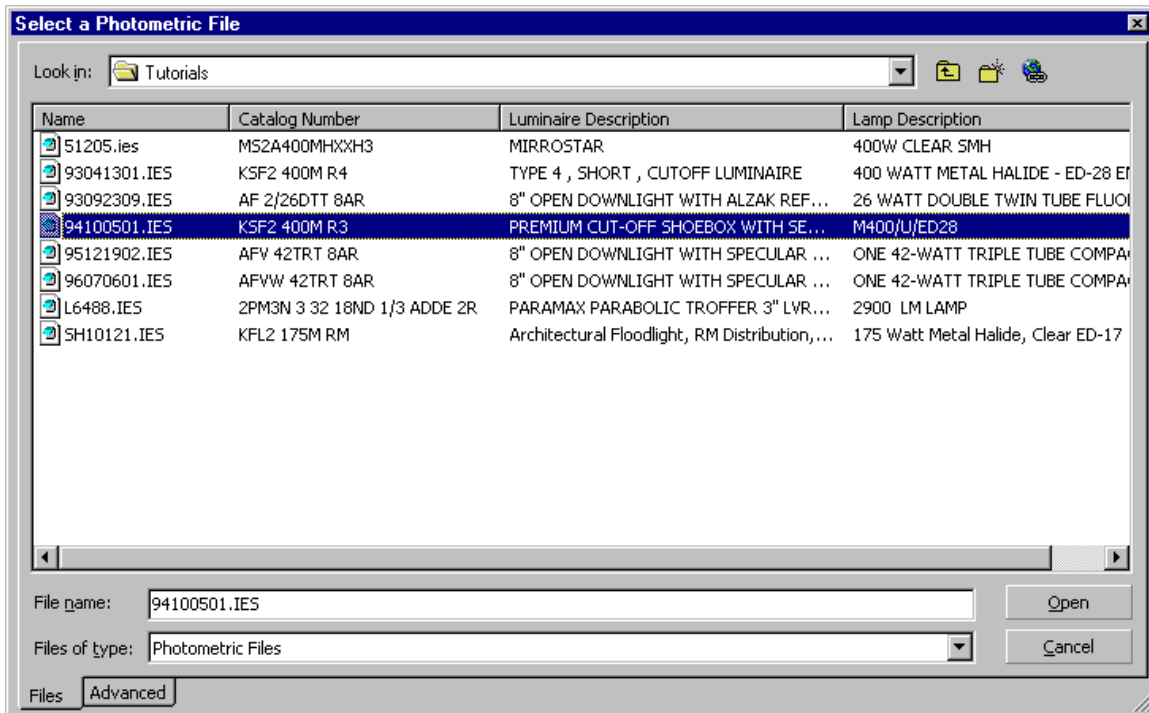 Select a Photometric File
Look in: Tutorials
Name Catalog Number Luminaire Description Lamp Description
51205.ies MS2A400MHXXH3 MIRROSTAR 400W CLEAR SMH
93041301.IES KSF2 400M R4 TYPE 4 , SHORT , CUTOFF LUMINAIRE 400 WATT METAL HALIDE - ED-28
93092309.IES AF 2/26DTT 8AR 8" OPEN DOWNLIGHT WITH ALZAK REF... 26 WATT DOUBLE TWIN TUBE
94100501.IES KSF2 400M R3 PREMIUM CUT-OFF SHOEBOX WITH SE... M400/U/ED28
95121902.IES AFV 42TRT 8AR 8" OPEN DOWNLIGHT WITH SPECULAR ... ONE 42-WATT TRIPLE TUBE
96070601.IES AFVW 42TRT 8AR 8" OPEN DOWNLIGHT WITH SPECULAR ... ONE 42-WATT TRIPLE TUBE
L6488.IES 2PM3N 3 32 18ND 1/3 ADDE 2R PARAMAX PARABOLIC TROFFER 3" LVR... 2900 LM LAMP
SH10121.IES KFL2 175M RM Architectural Floodlight, RM Distribution,... 175 Watt Metal Halide, Clear ED-17
File name: 94100501.IES Open
Files of type: Photometric Files Cancel
Files Advanced